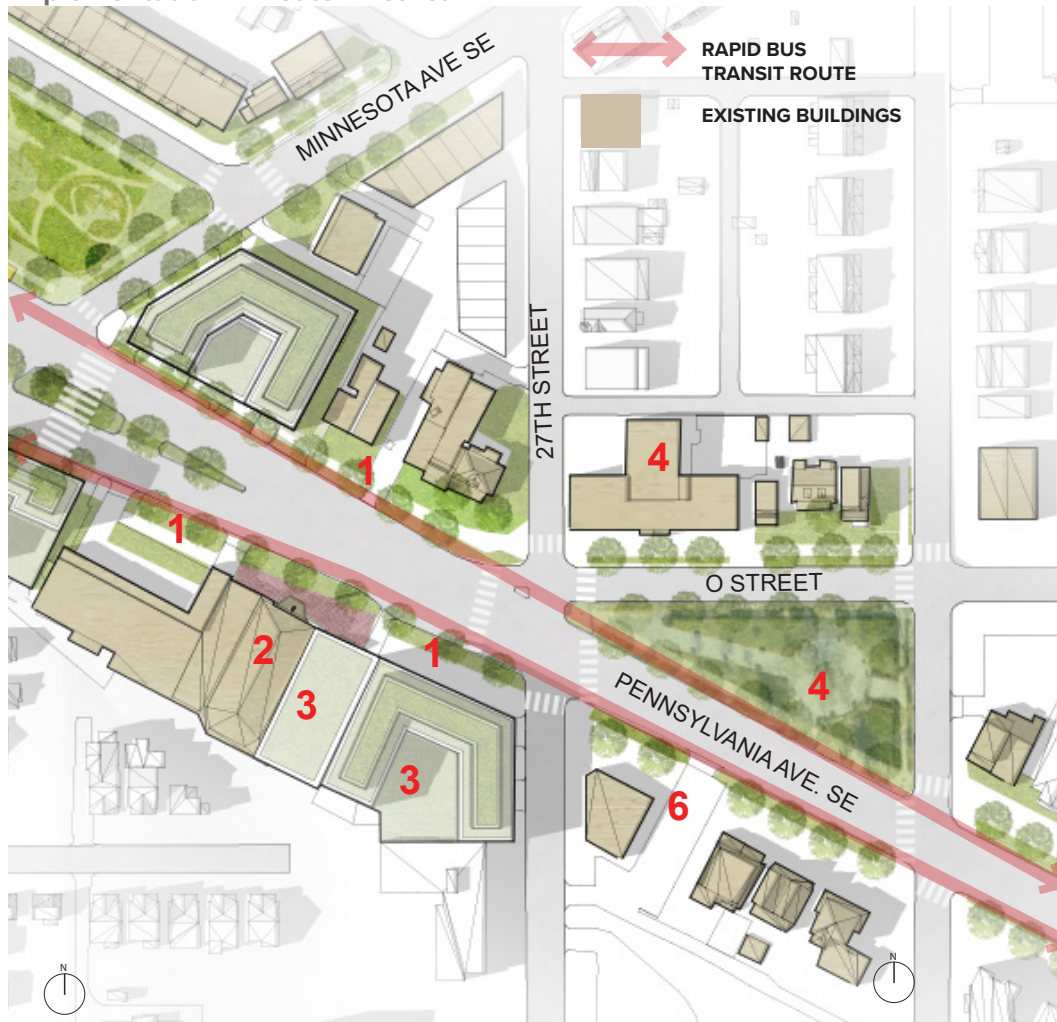 MINNESOTA AVE SE
RAPID BUS
TRANSIT ROUTE
EXISTING BUILDINGS
27TH STREET
4
1
1
O STREET
2
1
3
4
PENNSYLVANIA AVE. SE
3
6
N
N